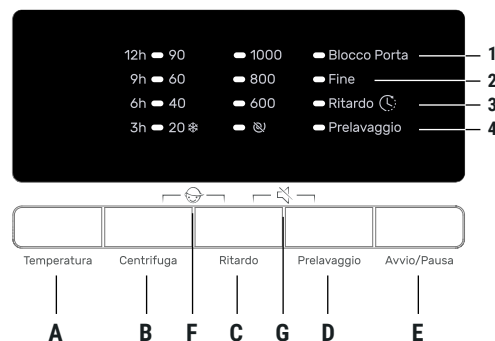 12h 90 1000 Blocco Porta 1
9h 60 800 Fine 2
6h 40 600 Ritardo 3
3h 20 Prelavaggio 4
Temperatura Centrifuga Ritardo Prelavaggio Avvio/Pausa
A B F C G D E